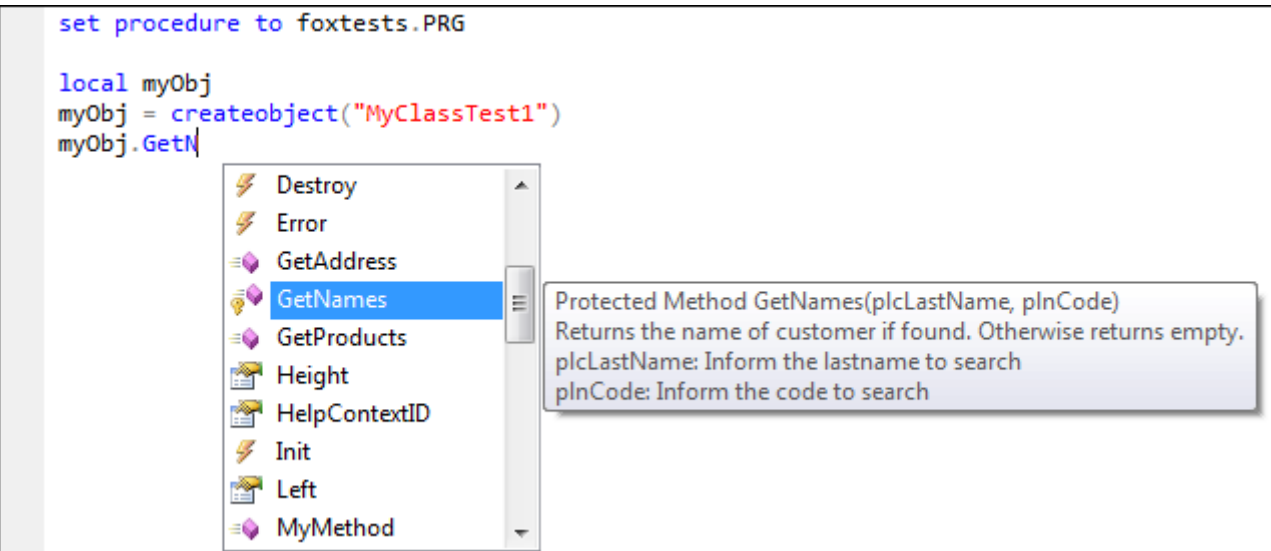 set procedure to foxtests.PRG
local myObj
myObj = createobject("MyClassTest1")
myObj.GetN
Destroy
Error
GetAddress
GetNames
GetProducts
Height
HelpContextID
Init
Left
MyMethod
Protected Method GetNames(plcLastName, plnCode)
Returns the name of customer if found. Otherwise returns empty.
plcLastName: Inform the lastname to search
plnCode: Inform the code to search